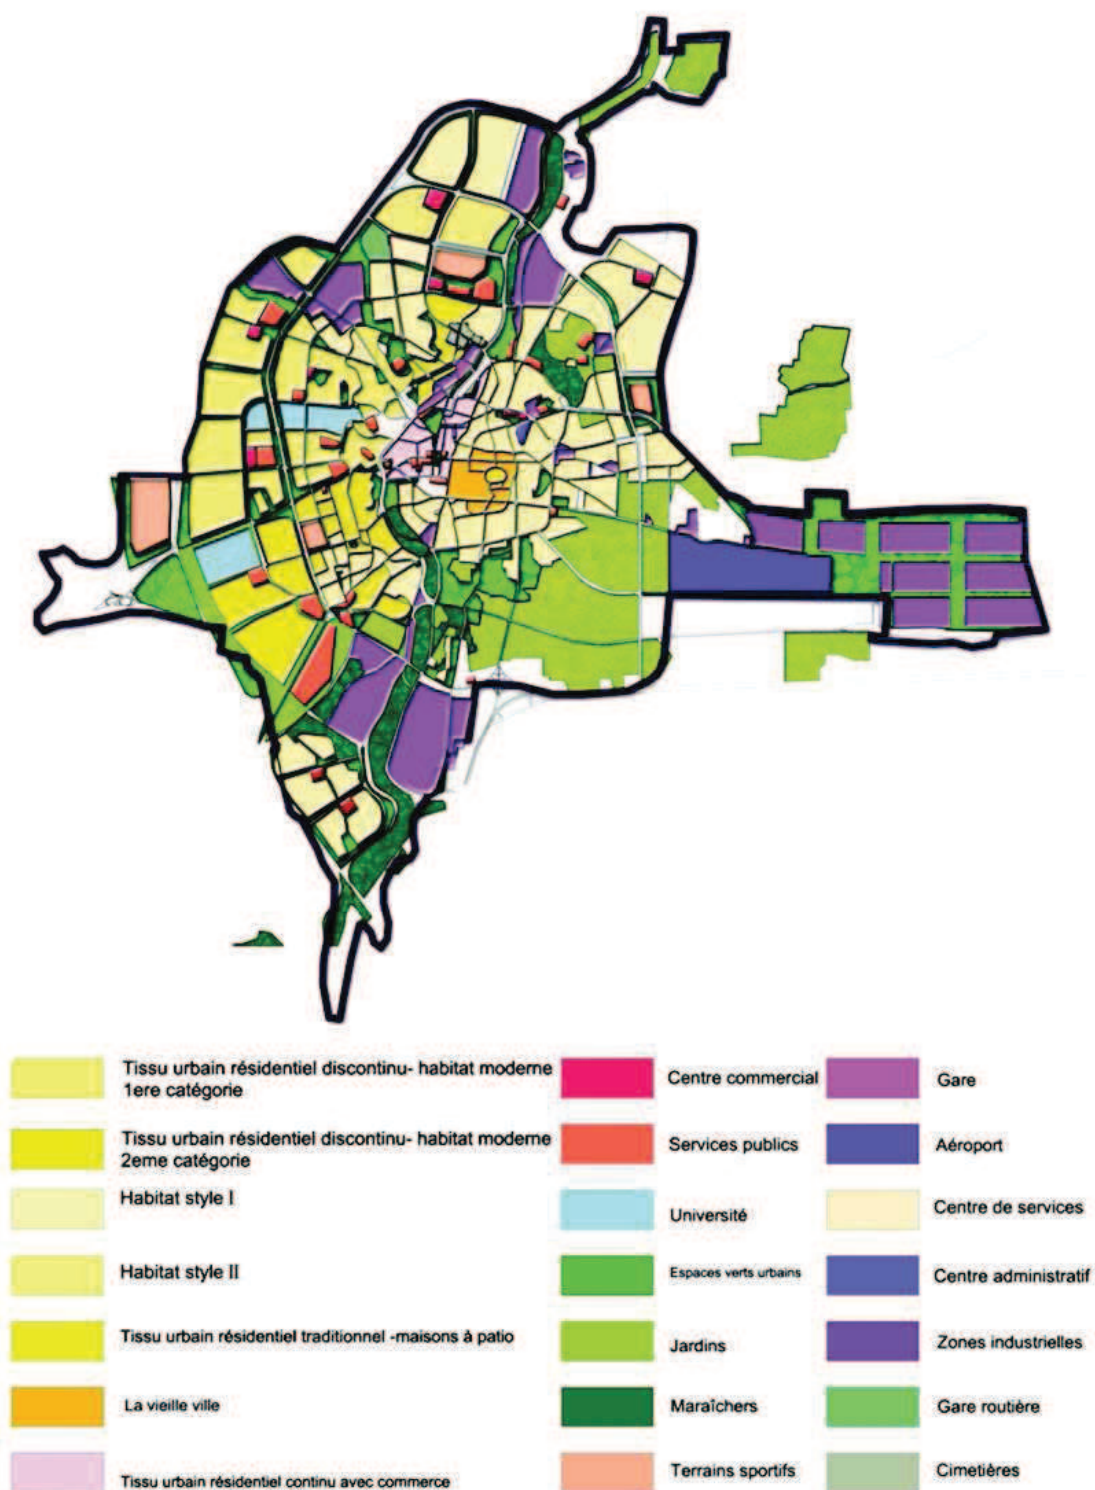 Tissu urbain résidentiel discontinu- habitat moderne
1ere catégorie
Tissu urbain résidentiel discontinu- habitat moderne
2eme catégorie
Habitat style I
Habitat style II
Tissu urbain résidentiel traditionnel -maisons à patio
La vieille ville
Tissu urbain résidentiel continu avec commerce
Centre commercial
Services publics
Université
Espaces verts urbains
Jardins
Maraîchers
Terrains sportifs
Gare
Aéroport
Centre de services
Centre administratif
Zones industrielles
Gare routière
Cimetières